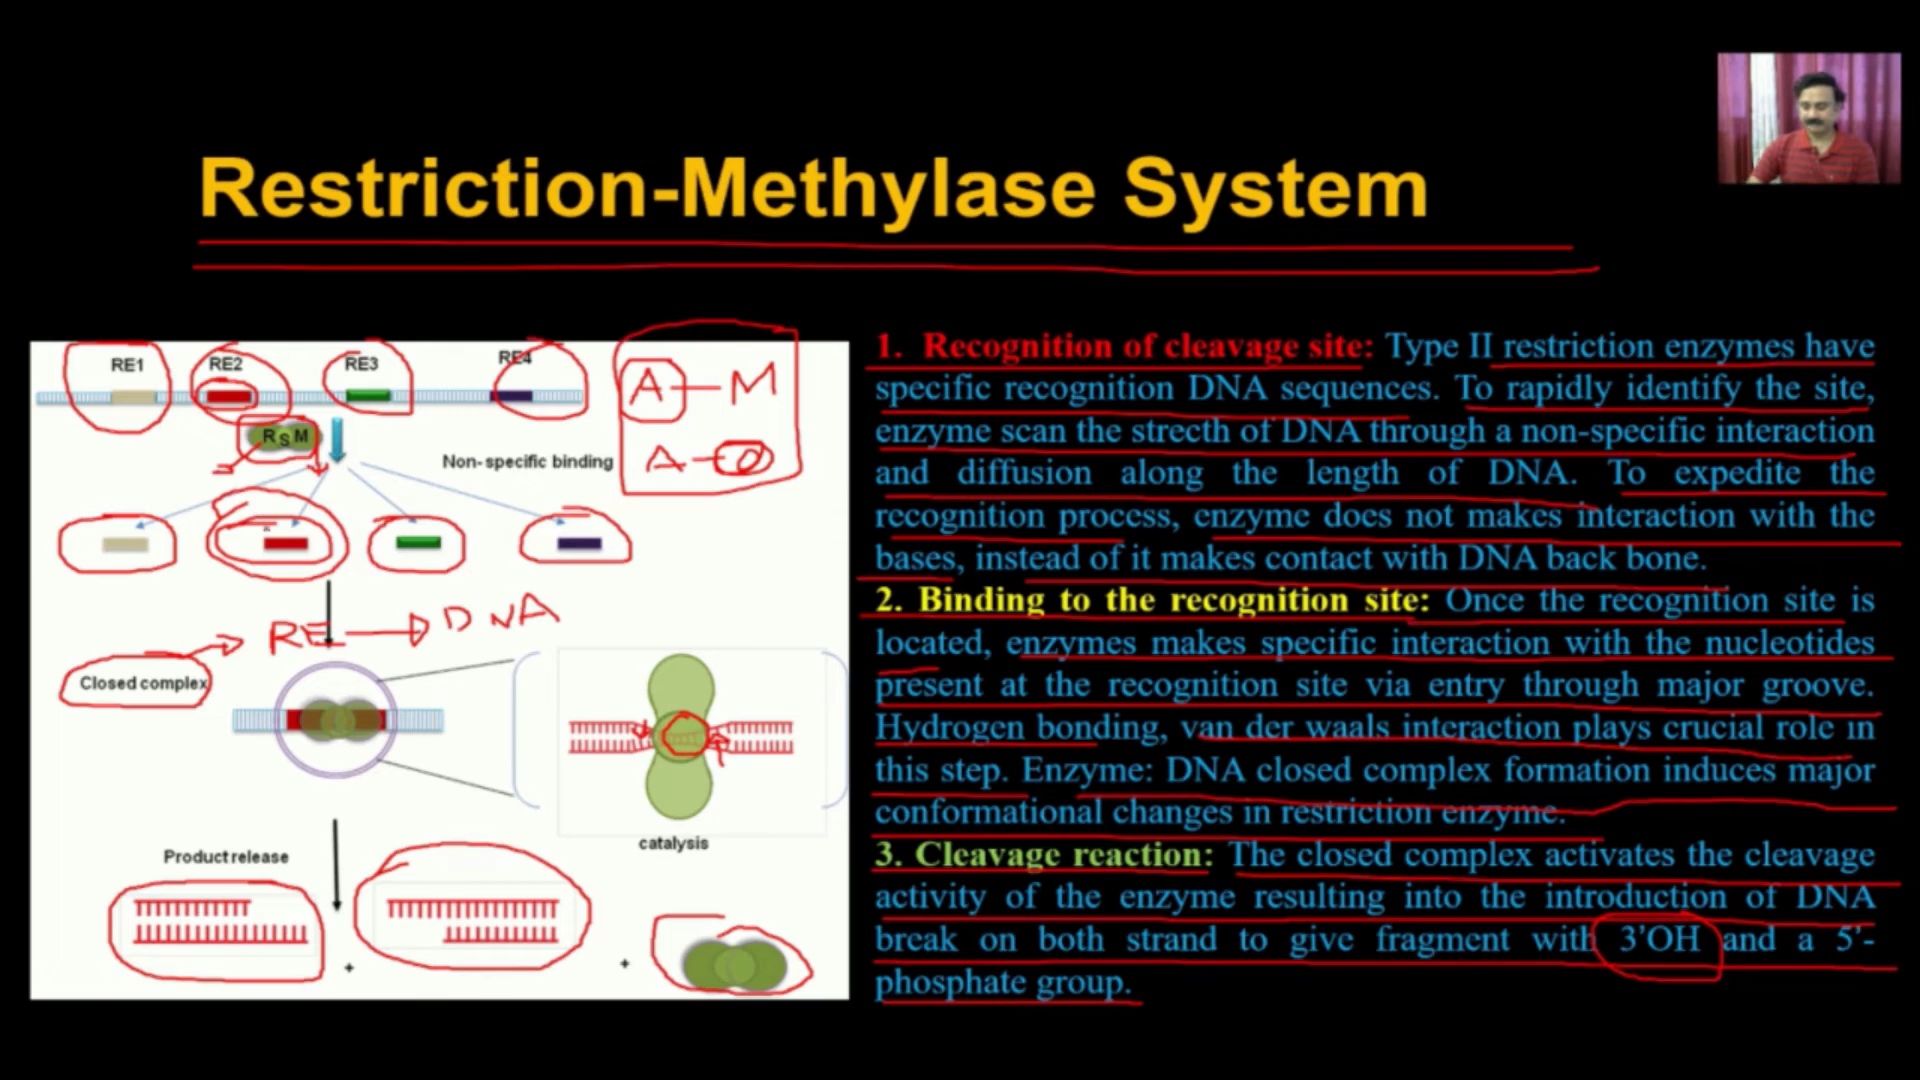 Restriction-Methylase System
RE1 RE2 RE3 RE4
A — M
R S M
Non-specific binding
A —
RE → DNA
Closed complex
catalysis
Product release
+ +
1. Recognition of cleavage site: Type II restriction enzymes have
specific recognition DNA sequences. To rapidly identify the site,
enzyme scan the strecth of DNA through a non-specific interaction
and diffusion along the length of DNA. To expedite the
recognition process, enzyme does not makes interaction with the
bases, instead of it makes contact with DNA back bone.
2. Binding to the recognition site: Once the recognition site is
located, enzymes makes specific interaction with the nucleotides
present at the recognition site via entry through major groove.
Hydrogen bonding, van der waals interaction plays crucial role in
this step. Enzyme: DNA closed complex formation induces major
conformational changes in restriction enzyme.
3. Cleavage reaction: The closed complex activates the cleavage
activity of the enzyme resulting into the introduction of DNA
break on both strand to give fragment with 3’OH and a 5’-
phosphate group.